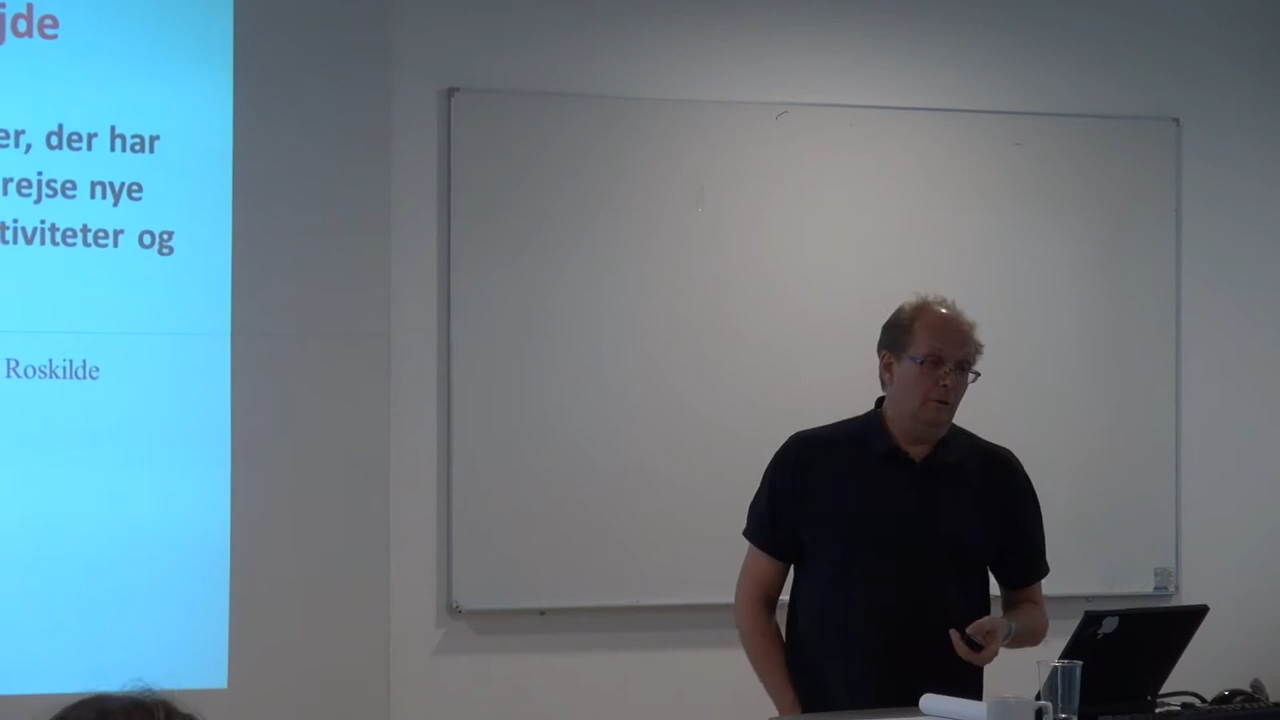 jde
er, der har
rejse nye
tiviteter og
Roskilde